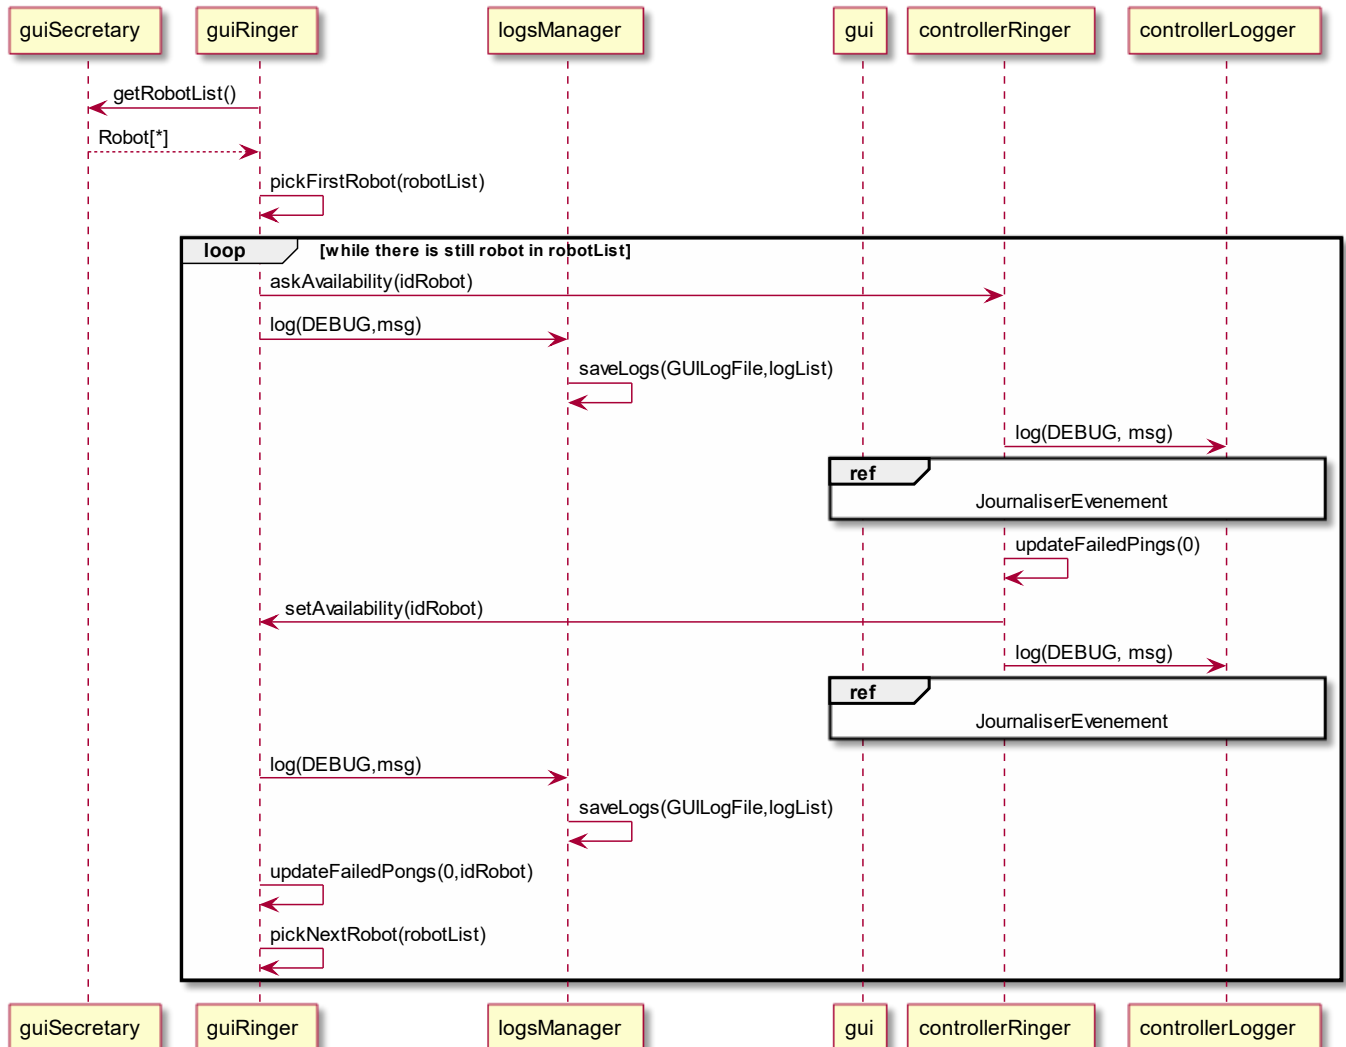 guiSecretary guiRinger logsManager gui controllerRinger controllerLogger
getRobotList()
Robot[*]
pickFirstRobot(robotList)
loop [while there is still robot in robotList]
askAvailability(idRobot)
log(DEBUG,msg)
saveLogs(GUILogFile,logList)
log(DEBUG, msg)
ref
JournaliserEvenement
updateFailedPings(0)
setAvailability(idRobot)
log(DEBUG, msg)
ref
JournaliserEvenement
log(DEBUG,msg)
saveLogs(GUILogFile,logList)
updateFailedPongs(0,idRobot)
pickNextRobot(robotList)
guiSecretary guiRinger logsManager gui controllerRinger controllerLogger